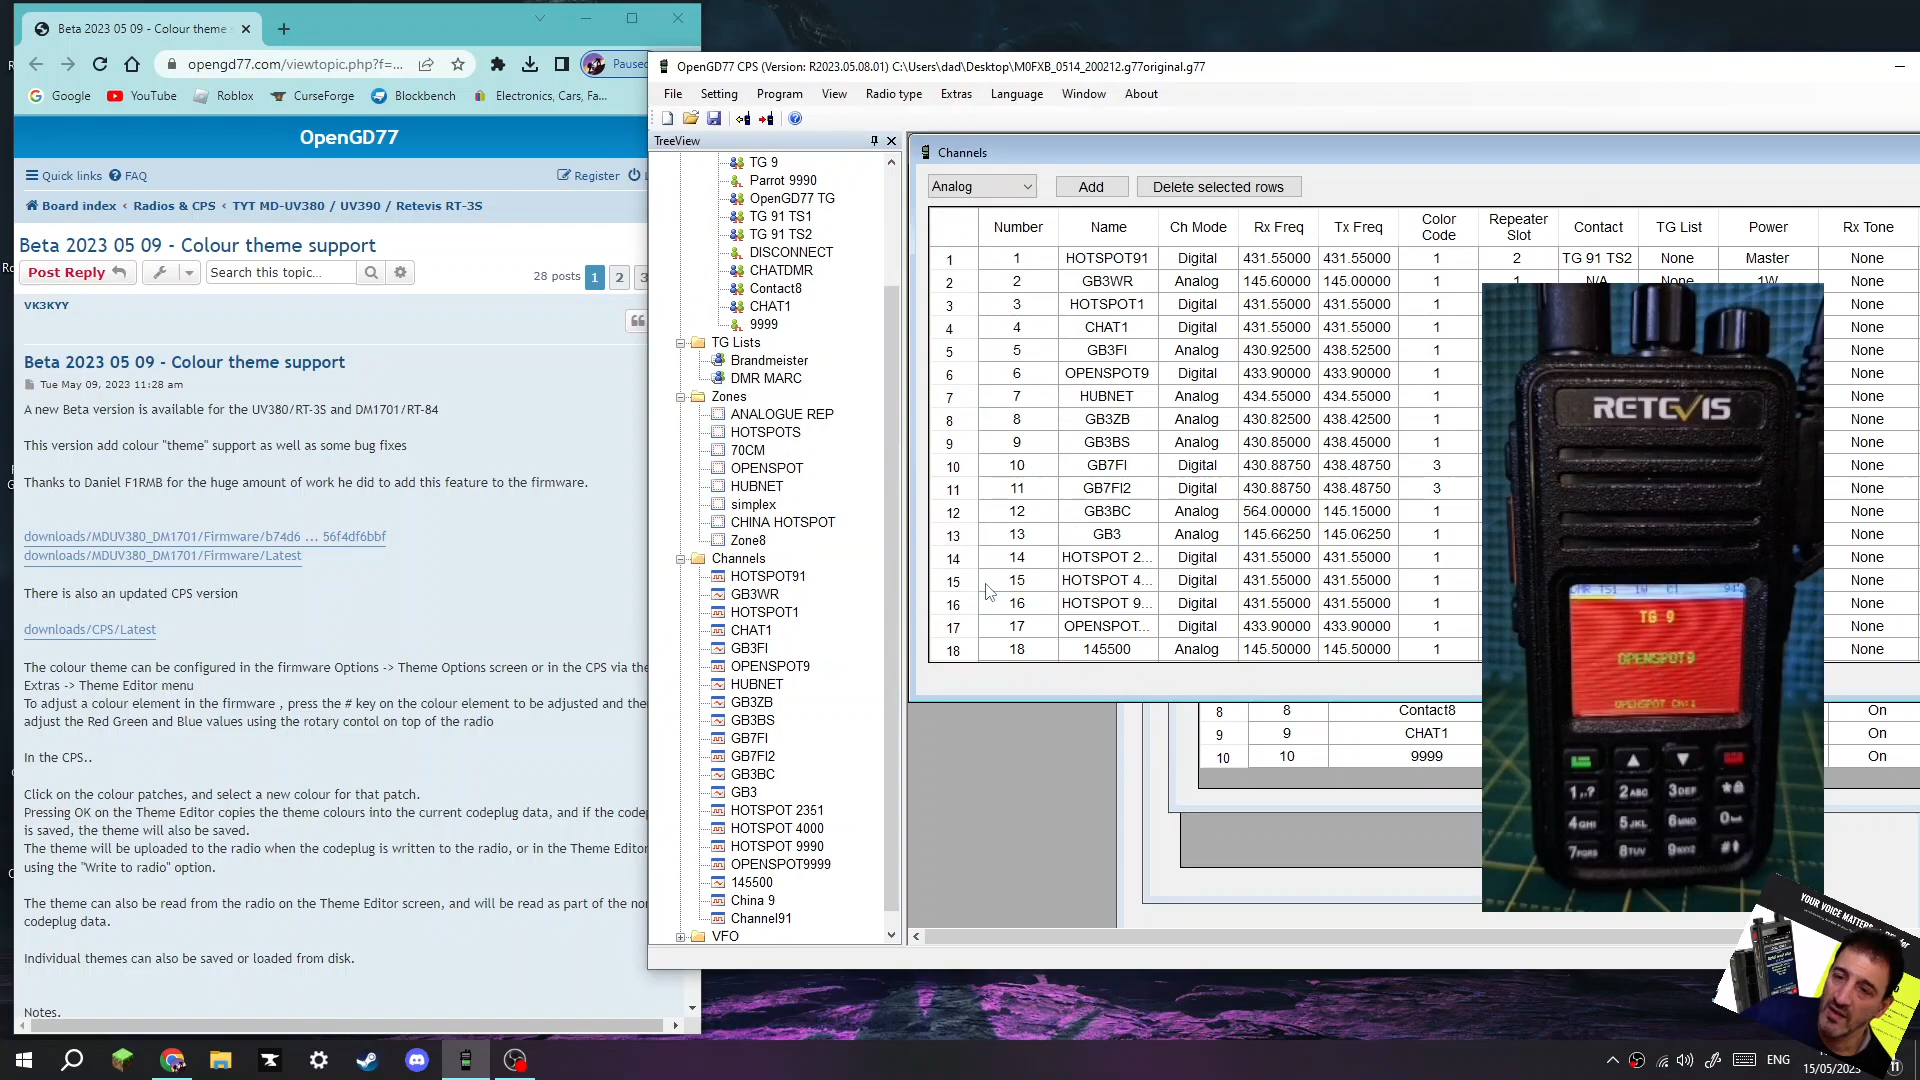 Beta 2023 05 09 - Colour theme
opengd77.com/viewtopic.php?f=...
Paused
Google
YouTube
Roblox
CurseForge
Blockbench
Electronics, Cars, Fa...
OpenGD77
Quick links
FAQ
Register
Board index
Radios & CPS
TYT MD-UV380 / UV390 / Retevis RT-3S
Beta 2023 05 09 - Colour theme support
Post Reply
Search this topic...
28 posts
1
2
3
VK3KYY
Beta 2023 05 09 - Colour theme support
Tue May 09, 2023 11:28 am
A new Beta version is available for the UV380/RT-3S and DM1701/RT-84
This version add colour "theme" support as well as some bug fixes
Thanks to Daniel F1RMB for the huge amount of work he did to add this feature to the firmware.
downloads/MDUV380_DM1701/Firmware/b74d6 ... 56f4df6bbf
downloads/MDUV380_DM1701/Firmware/Latest
There is also an updated CPS version
downloads/CPS/Latest
The colour theme can be configured in the firmware Options -> Theme Options screen or in the CPS via the
Extras -> Theme Editor menu
To adjust a colour element in the firmware , press the # key on the colour element to be adjusted and the
adjust the Red Green and Blue values using the rotary contol on top of the radio
In the CPS..
Click on the colour patches, and select a new colour for that patch.
Pressing OK on the Theme Editor copies the theme colours into the current codeplug data, and if the code
is saved, the theme will also be saved.
The theme will be uploaded to the radio when the codeplug is written to the radio, or in the Theme Editor
using the "Write to radio" option.
The theme can also be read from the radio on the Theme Editor screen, and will be read as part of the no
codeplug data.
Individual themes can also be saved or loaded from disk.
Notes.
OpenGD77 CPS (Version: R2023.05.08.01) C:\Users\dad\Desktop\M0FXB_0514_200212.g77original.g77
File
Setting
Program
View
Radio type
Extras
Language
Window
About
TreeView
TG 9
Parrot 9990
OpenGD77 TG
TG 91 TS1
TG 91 TS2
DISCONNECT
CHATDMR
Contact8
CHAT1
9999
TG Lists
Brandmeister
DMR MARC
Zones
ANALOGUE REP
HOTSPOTS
70CM
OPENSPOT
HUBNET
simplex
CHINA HOTSPOT
Zone8
Channels
HOTSPOT91
GB3WR
HOTSPOT1
CHAT1
GB3FI
OPENSPOT9
HUBNET
GB3ZB
GB3BS
GB7FI
GB7FI2
GB3BC
GB3
HOTSPOT 2351
HOTSPOT 4000
HOTSPOT 9990
OPENSPOT9999
145500
China 9
Channel91
VFO
Channels
Analog
Add
Delete selected rows
Number Name Ch Mode Rx Freq Tx Freq Color Code Repeater Slot Contact TG List Power Rx Tone
1 1 HOTSPOT91 Digital 431.55000 431.55000 1 2 TG 91 TS2 None Master None
2 2 GB3WR Analog 145.60000 145.00000 1 1 N/A None 1W None
3 3 HOTSPOT1 Digital 431.55000 431.55000 1 None
4 4 CHAT1 Digital 431.55000 431.55000 1 None
5 5 GB3FI Analog 430.92500 438.52500 1 None
6 6 OPENSPOT9 Digital 433.90000 433.90000 1 None
7 7 HUBNET Analog 434.55000 434.55000 1 None
8 8 GB3ZB Analog 430.82500 438.42500 1 None
9 9 GB3BS Analog 430.85000 438.45000 1 None
10 10 GB7FI Digital 430.88750 438.48750 3 None
11 11 GB7FI2 Digital 430.88750 438.48750 3 None
12 12 GB3BC Analog 564.00000 145.15000 1 None
13 13 GB3 Analog 145.66250 145.06250 1 None
14 14 HOTSPOT 2... Digital 431.55000 431.55000 1 None
15 15 HOTSPOT 4... Digital 431.55000 431.55000 1 None
16 16 HOTSPOT 9... Digital 431.55000 431.55000 1 None
17 17 OPENSPOT... Digital 433.90000 433.90000 1 None
18 18 145500 Analog 145.50000 145.50000 1 None
8 8 Contact8 On
9 9 CHAT1 On
10 10 9999 On
RETEVIS
TG 9
OPENSPOT9
OPENSPOT Ch:1
YOUR VOICE MATTERS
ENG